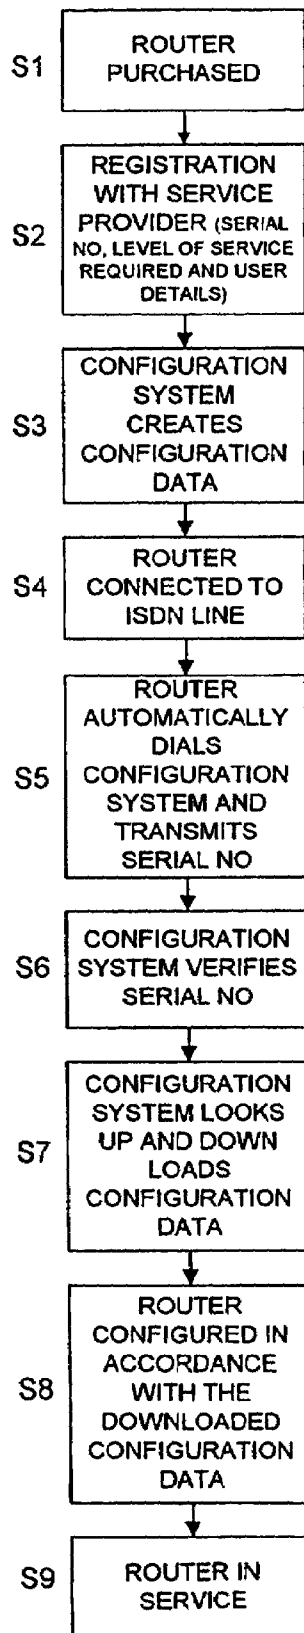 S1
ROUTER
PURCHASED
S2
REGISTRATION
WITH SERVICE
PROVIDER (SERIAL
NO, LEVEL OF SERVICE
REQUIRED AND USER
DETAILS)
S3
CONFIGURATION
SYSTEM
CREATES
CONFIGURATION
DATA
S4
ROUTER
CONNECTED TO
ISDN LINE
S5
ROUTER
AUTOMATICALLY
DIALS
CONFIGURATION
SYSTEM AND
TRANSMITS
SERIAL NO
S6
CONFIGURATION
SYSTEM VERIFIES
SERIAL NO
S7
CONFIGURATION
SYSTEM LOOKS
UP AND DOWN
LOADS
CONFIGURATION
DATA
S8
ROUTER
CONFIGURED IN
ACCORDANCE
WITH THE
DOWNLOADED
CONFIGURATION
DATA
S9
ROUTER IN
SERVICE